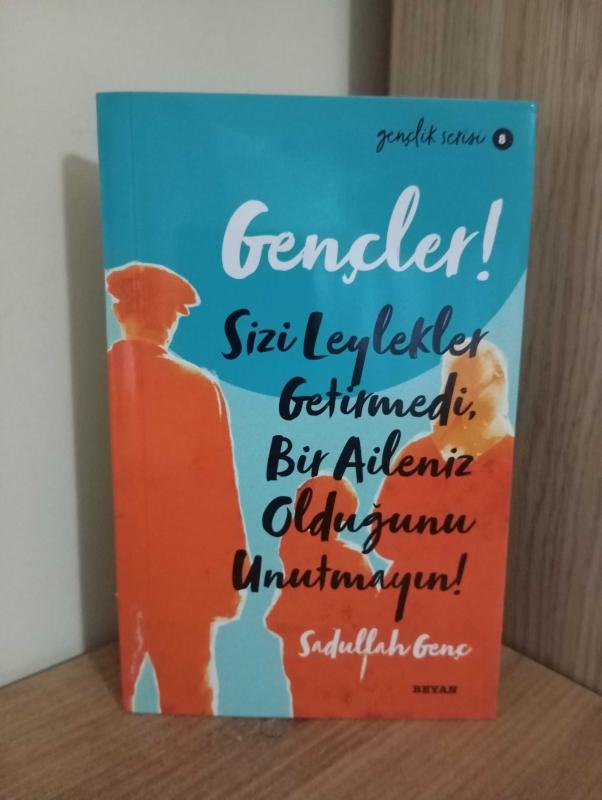 gençlik serisi 8
Gençler!
Sizi Leylekler
Getirmedi,
Bir Aileniz
Olduğunu
Unutmayın!
Sadullah Genç
BEYAN